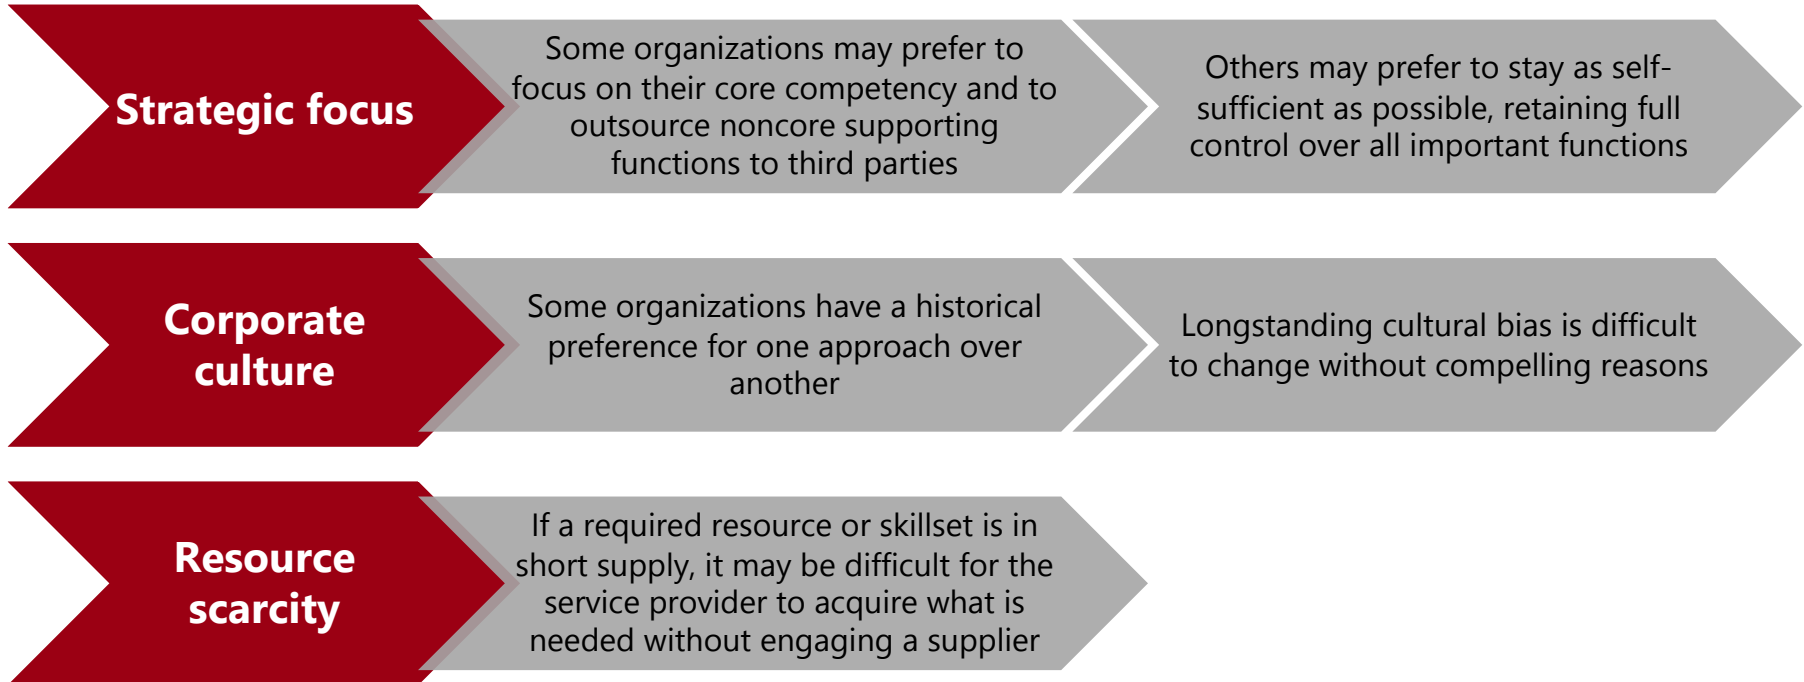 Strategic focus
Some organizations may prefer to
focus on their core competency and to
outsource noncore supporting
functions to third parties
Others may prefer to stay as self-
sufficient as possible, retaining full
control over all important functions
Corporate
culture
Some organizations have a historical
preference for one approach over
another
Longstanding cultural bias is difficult
to change without compelling reasons
Resource
scarcity
If a required resource or skillset is in
short supply, it may be difficult for the
service provider to acquire what is
needed without engaging a supplier